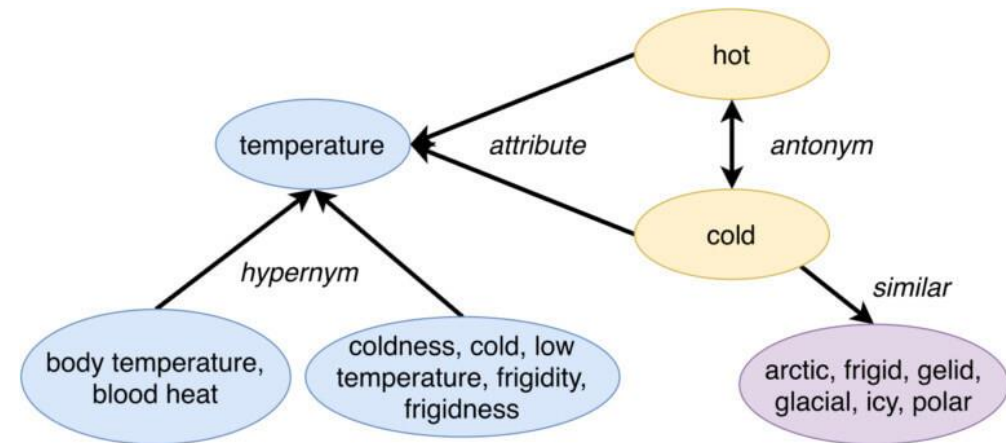 hot
temperature
attribute
antonym
cold
hypernym
similar
body temperature,
blood heat
coldness, cold, low
temperature, frigidity,
frigidness
arctic, frigid, gelid,
glacial, icy, polar